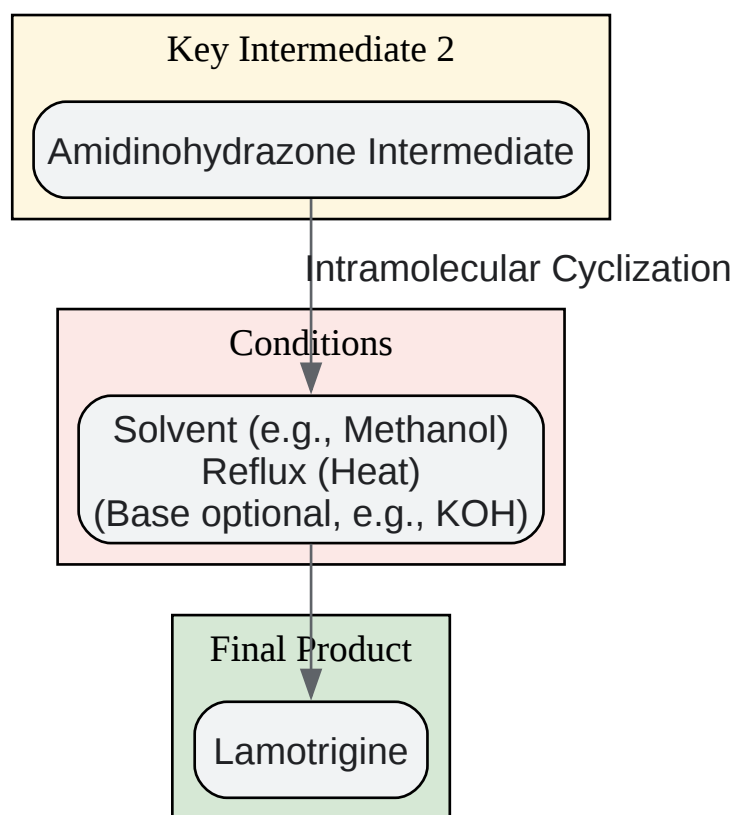 Key Intermediate 2
Amidinohydrazone Intermediate
Intramolecular Cyclization
Conditions
Solvent (e.g., Methanol)
Reflux (Heat)
(Base optional, e.g., KOH)
Final Product
Lamotrigine